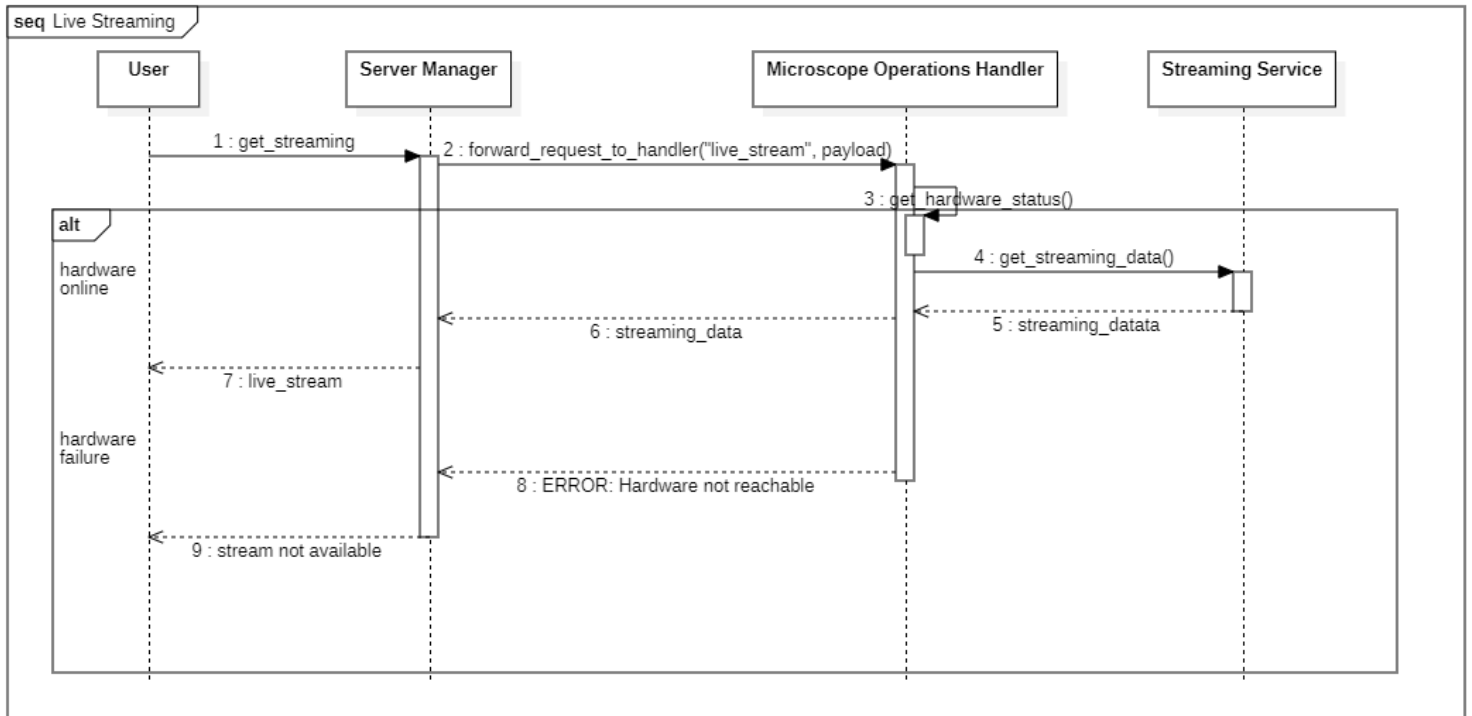 seq Live Streaming
User
Server Manager
Microscope Operations Handler
Streaming Service
1 : get_streaming
2 : forward_request_to_handler("live_stream", payload)
3 : get_hardware_status()
alt
hardware
online
4 : get_streaming_data()
5 : streaming_datata
6 : streaming_data
7 : live_stream
hardware
failure
8 : ERROR: Hardware not reachable
9 : stream not available